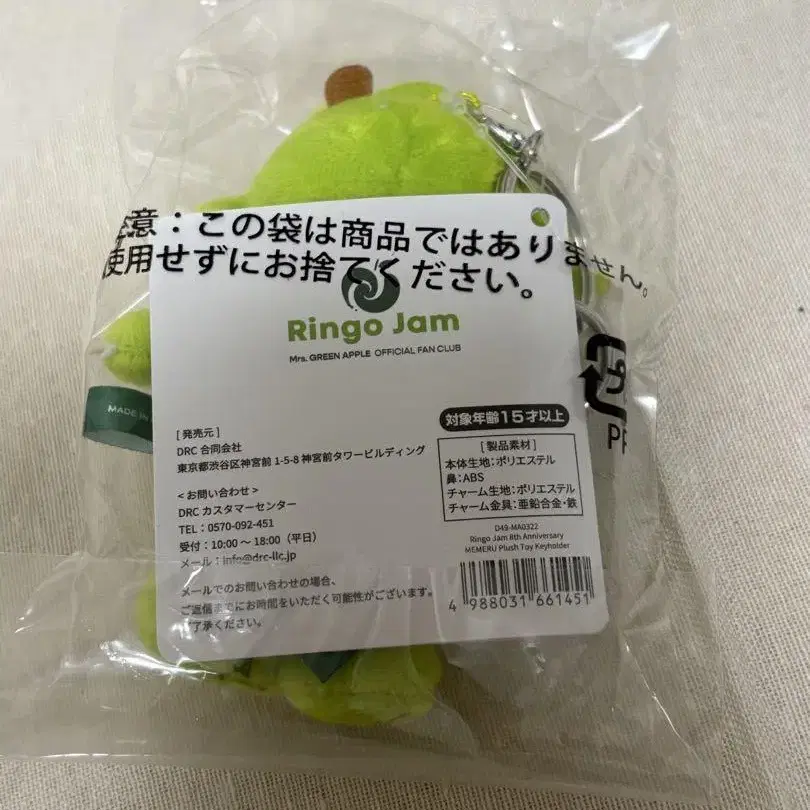 注意：この袋は商品ではありません。
使用せずにお捨てください。
Ringo Jam
Mrs. GREEN APPLE OFFICIAL FAN CLUB
MADE IN
対象年齢15才以上
[発売元]
DRC 合同会社
東京都渋谷区神宮前 1-5-8 神宮前タワービルディング
<お問い合わせ>
DRC カスタマーセンター
TEL：0570-092-451
受付：10:00 〜 18:00（平日）
メール：info@drc-llc.jp
メールでのお問い合わせの場合、
ご返信までにお時間をいただく可能性がございます。
ご了承ください。
[製品素材]
本体生地：ポリエステル
鼻：ABS
チャーム生地：ポリエステル
チャーム金具：亜鉛合金・鉄
D49-MA0322
Ringo Jam 8th Anniversary
MEMERU Plush Toy Keyholder
4 988031 661451
プラ